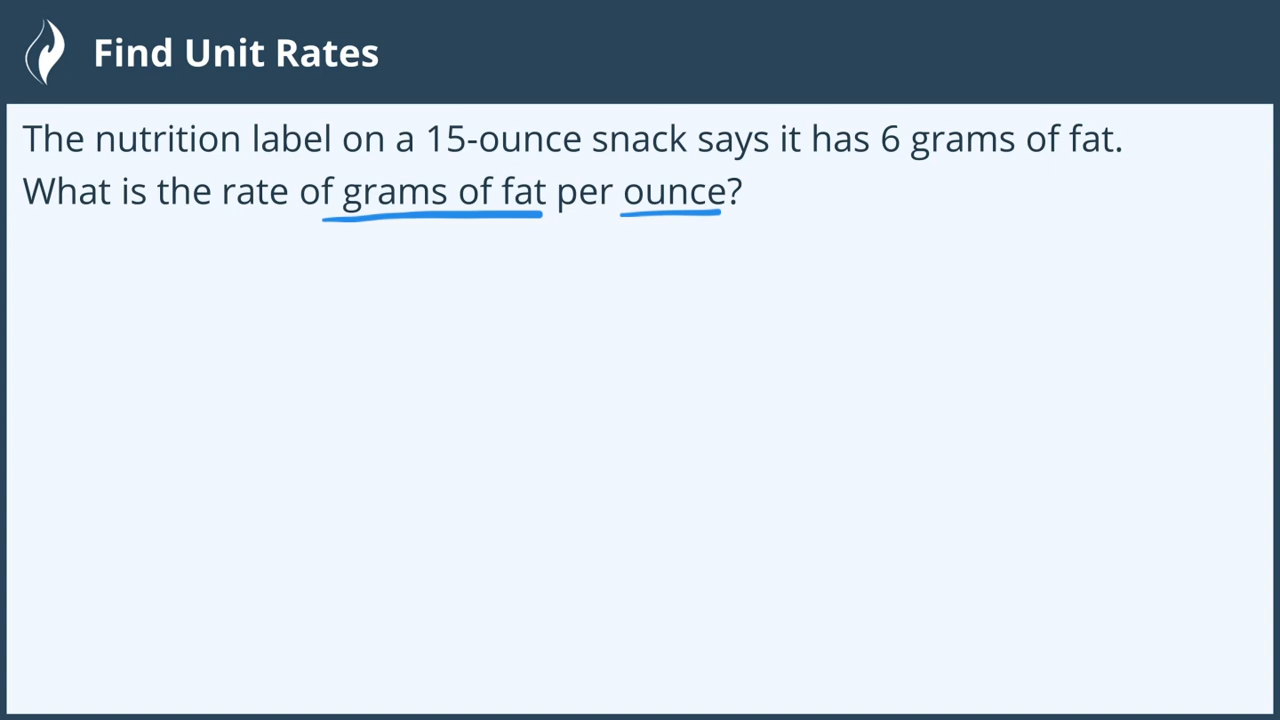 Find Unit Rates
The nutrition label on a 15-ounce snack says it has 6 grams of fat.
What is the rate of grams of fat per ounce?